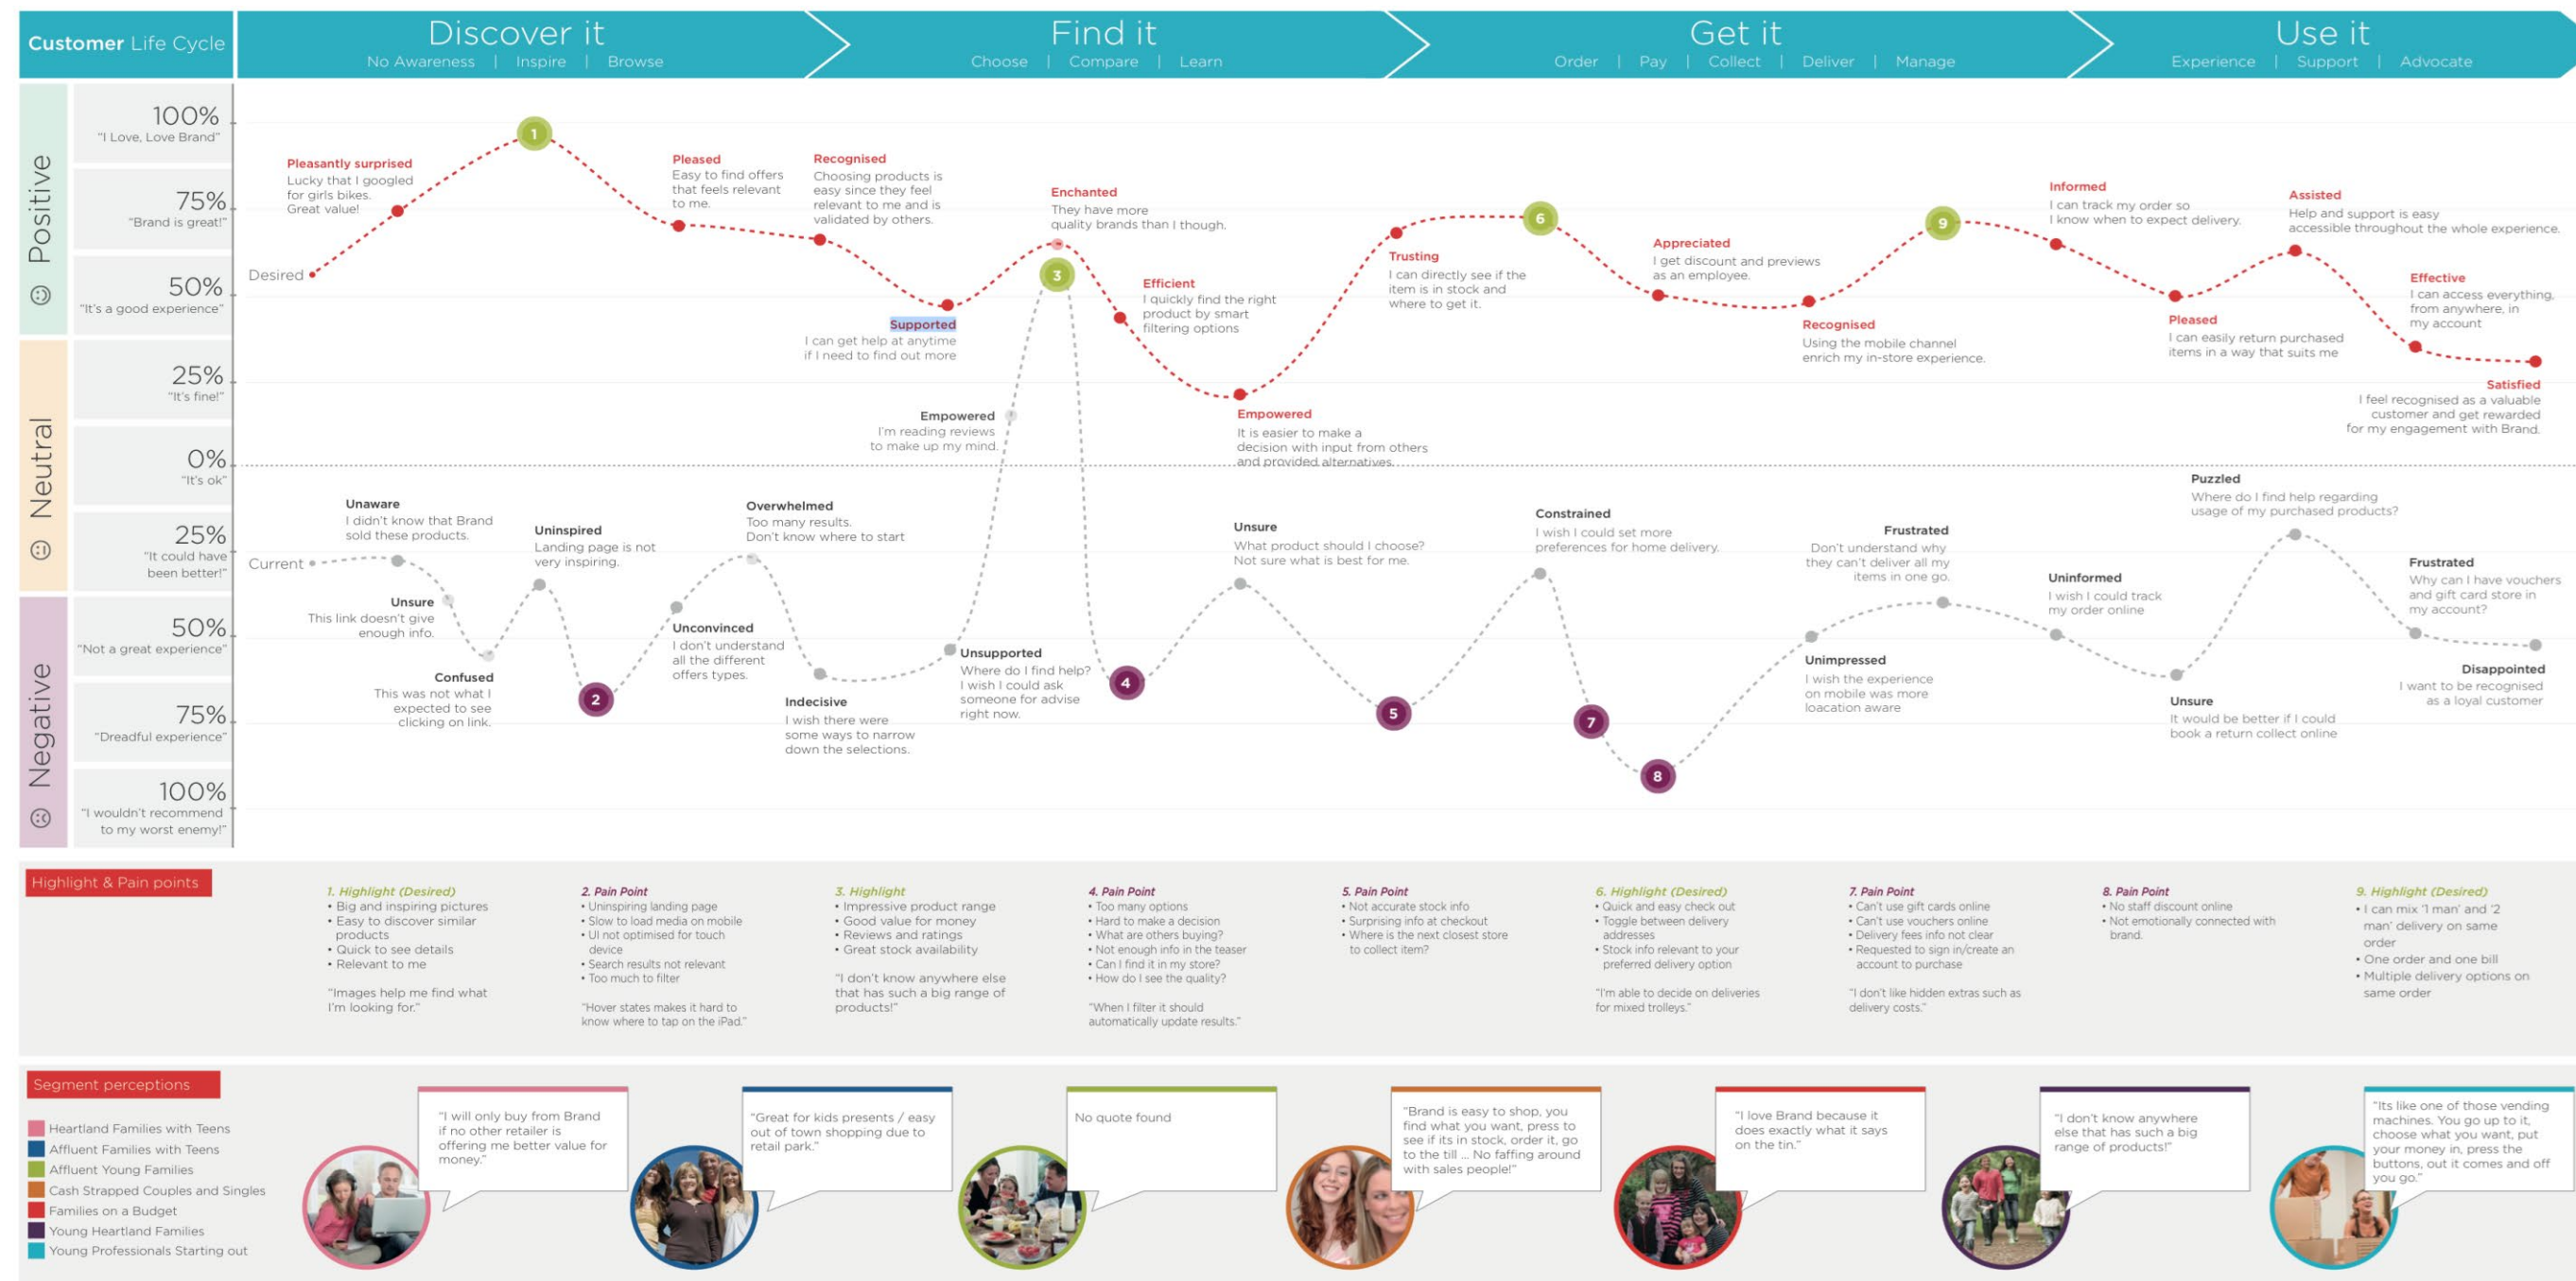 Customer Life Cycle
Discover it
No Awareness | Inspire | Browse
Find it
Choose | Compare | Learn
Get it
Order | Pay | Collect | Deliver | Manage
Use it
Experience | Support | Advocate
Positive
Neutral
Negative
100%
"I Love, Love Brand"
75%
"Brand is great!"
50%
"It's a good experience"
25%
"It's fine!"
0%
"It's ok"
25%
"It could have
been better!"
50%
"Not a great experience"
75%
"Dreadful experience"
100%
"I wouldn't recommend
to my worst enemy!"
Desired
Pleasantly surprised
Lucky that I googled
for girls bikes.
Great value!
1
Pleased
Easy to find offers
that feels relevant
to me.
Recognised
Choosing products is
easy since they feel
relevant to me and is
validated by others.
Supported
I can get help at anytime
if I need to find out more
Enchanted
They have more
quality brands than I though.
3
Efficient
I quickly find the right
product by smart
filtering options
Empowered
It is easier to make a
decision with input from others
and provided alternatives.
Trusting
I can directly see if the
item is in stock and
where to get it.
6
Appreciated
I get discount and previews
as an employee.
Recognised
Using the mobile channel
enrich my in-store experience.
9
Informed
I can track my order so
I know when to expect delivery.
Pleased
I can easily return purchased
items in a way that suits me
Assisted
Help and support is easy
accessible throughout the whole experience.
Effective
I can access everything,
from anywhere, in
my account
Satisfied
I feel recognised as a valuable
customer and get rewarded
for my engagement with Brand.
Current
Unaware
I didn't know that Brand
sold these products.
Unsure
This link doesn't give
enough info.
Confused
This was not what I
expected to see
clicking on link.
Uninspired
Landing page is not
very inspiring.
2
Unconvinced
I don't understand
all the different
offers types.
Overwhelmed
Too many results.
Don't know where to start
Indecisive
I wish there were
some ways to narrow
down the selections.
Unsupported
Where do I find help?
I wish I could ask
someone for advise
right now.
Empowered
I'm reading reviews
to make up my mind.
4
Unsure
What product should I choose?
Not sure what is best for me.
5
Constrained
I wish I could set more
preferences for home delivery.
7
8
Unimpressed
I wish the experience
on mobile was more
loacation aware
Frustrated
Don't understand why
they can't deliver all my
items in one go.
Uninformed
I wish I could track
my order online
Unsure
It would be better if I could
book a return collect online
Puzzled
Where do I find help regarding
usage of my purchased products?
Frustrated
Why can I have vouchers
and gift card store in
my account?
Disappointed
I want to be recognised
as a loyal customer
Highlight & Pain points
1. Highlight (Desired)
• Big and inspiring pictures
• Easy to discover similar
products
• Quick to see details
• Relevant to me
"Images help me find what
I'm looking for."
2. Pain Point
• Uninspiring landing page
• Slow to load media on mobile
• UI not optimised for touch
device
• Search results not relevant
• Too much to filter
"Hover states makes it hard to
know where to tap on the iPad."
3. Highlight
• Impressive product range
• Good value for money
• Reviews and ratings
• Great stock availability
"I don't know anywhere else
that has such a big range of
products!"
4. Pain Point
• Too many options
• Hard to make a decision
• What are others buying?
• Not enough info in the teaser
• Can I find it in my store?
• How do I see the quality?
"When I filter it should
automatically update results."
5. Pain Point
• Not accurate stock info
• Surprising info at checkout
• Where is the next closest store
to collect item?
6. Highlight (Desired)
• Quick and easy check out
• Toggle between delivery
addresses
• Stock info relevant to your
preferred delivery option
"I'm able to decide on deliveries
for mixed trolleys."
7. Pain Point
• Can't use gift cards online
• Can't use vouchers online
• Delivery fees info not clear
• Requested to sign in/create an
account to purchase
"I don't like hidden extras such as
delivery costs."
8. Pain Point
• No staff discount online
• Not emotionally connected with
brand.
9. Highlight (Desired)
• I can mix '1 man' and '2
man' delivery on same
order
• One order and one bill
• Multiple delivery options on
same order
Segment perceptions
Heartland Families with Teens
Affluent Families with Teens
Affluent Young Families
Cash Strapped Couples and Singles
Families on a Budget
Young Heartland Families
Young Professionals Starting out
"I will only buy from Brand
if no other retailer is
offering me better value for
money."
"Great for kids presents / easy
out of town shopping due to
retail park."
No quote found
"Brand is easy to shop, you
find what you want, press to
see if its in stock, order it, go
to the till ... No faffing around
with sales people!"
"I love Brand because it
does exactly what it says
on the tin."
"I don't know anywhere
else that has such a big
range of products!"
"Its like one of those vending
machines. You go up to it,
choose what you want, put
your money in, press the
buttons, out it comes and off
you go."